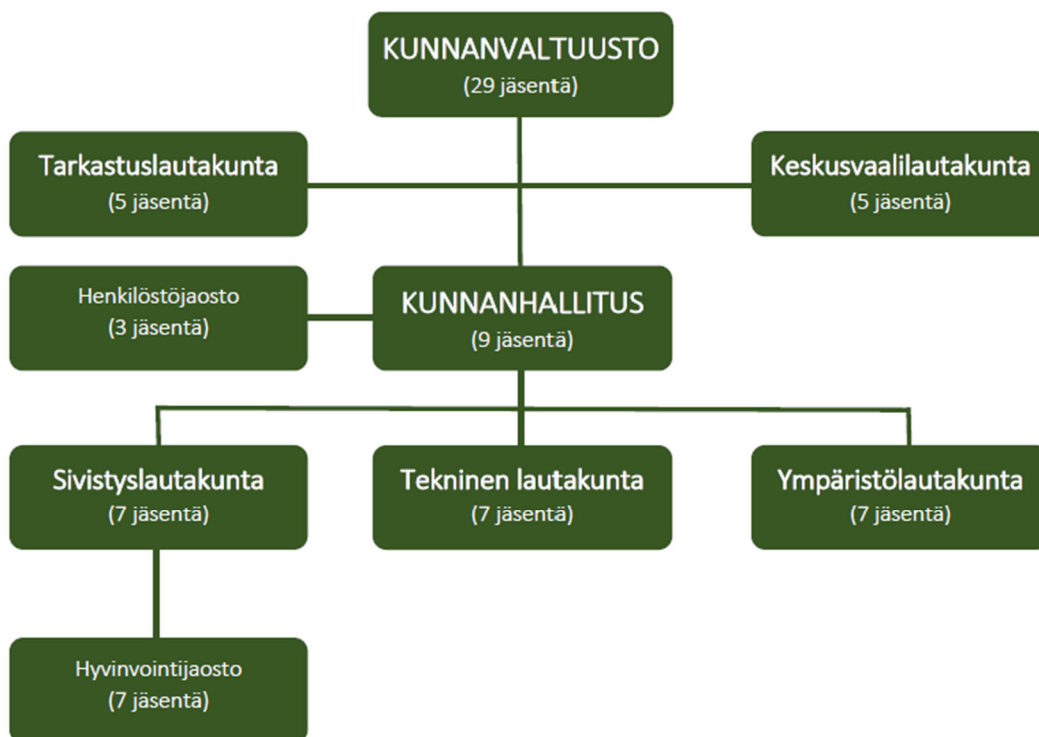 KUNNANVALTUUSTO
(29 jäsentä)
Tarkastuslautakunta
(5 jäsentä)
Keskusvaalilautakunta
(5 jäsentä)
Henkilöstöjaosto
(3 jäsentä)
KUNNANHALLITUS
(9 jäsentä)
Sivistyslautakunta
(7 jäsentä)
Tekninen lautakunta
(7 jäsentä)
Ympäristölautakunta
(7 jäsentä)
Hyvinvointijaosto
(7 jäsentä)